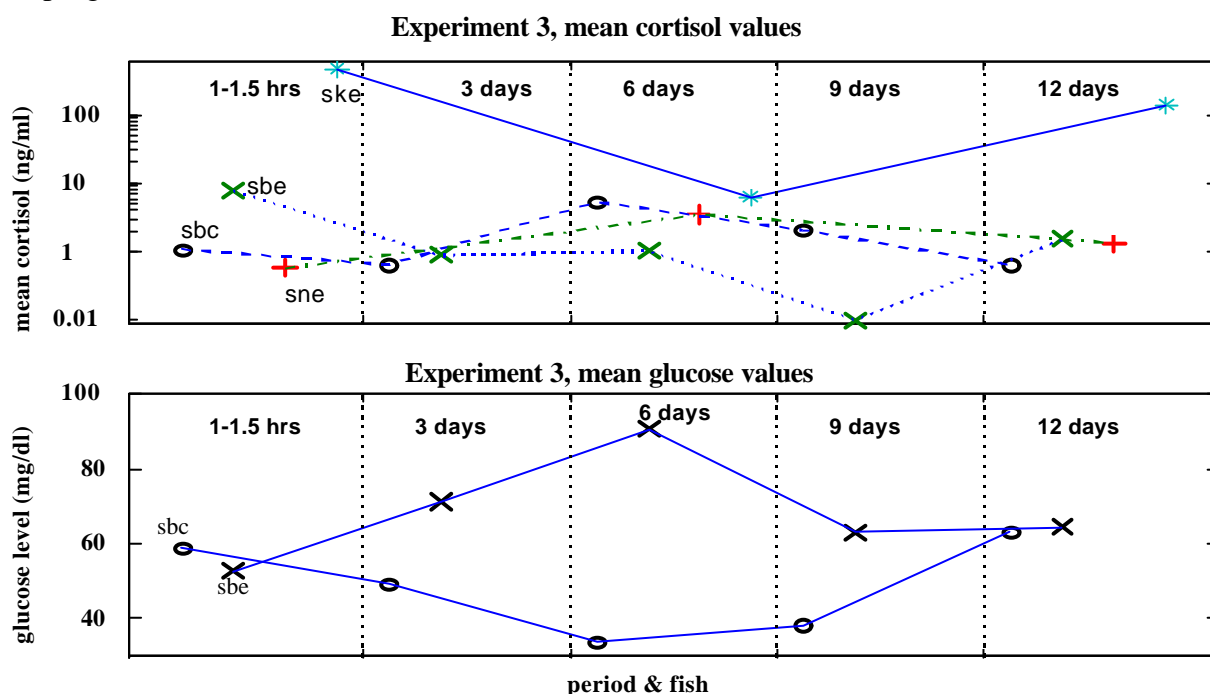 Experiment 3, mean cortisol values
1-1.5 hrs 3 days 6 days 9 days 12 days
ske
100
10
sbe
sbc
1
sne
0.01
mean cortisol (ng/ml)
Experiment 3, mean glucose values
100
6 days
1-1.5 hrs 3 days 9 days 12 days
80
sbc
60
sbe
40
glucose level (mg/dl)
period & fish